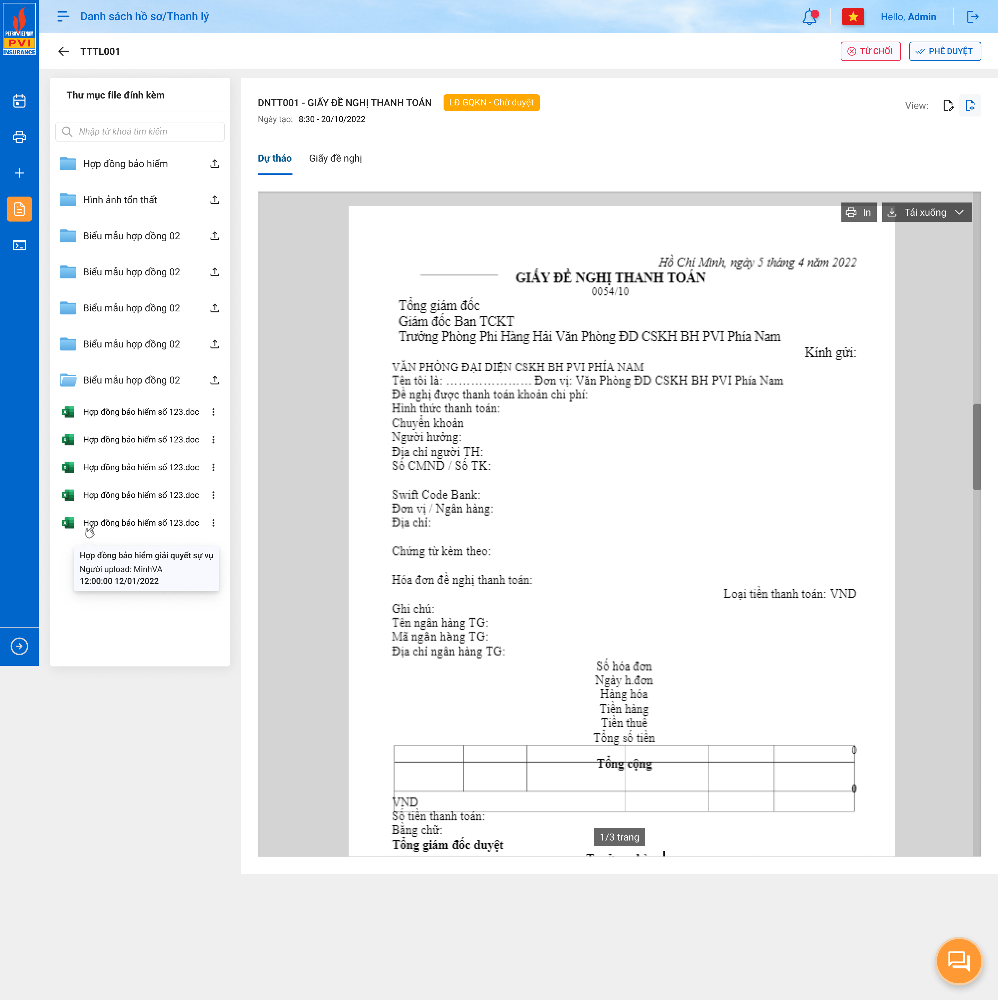 PETROVIETNAM
PVI
INSURANCE
Danh sách hồ sơ/Thanh lý
Hello, Admin
TTTL001
TỪ CHỐI
PHÊ DUYỆT
Thư mục file đính kèm
Nhập từ khoá tìm kiếm
Hợp đồng bảo hiểm
Hình ảnh tổn thất
Biểu mẫu hợp đồng 02
Biểu mẫu hợp đồng 02
Biểu mẫu hợp đồng 02
Biểu mẫu hợp đồng 02
Biểu mẫu hợp đồng 02
Hợp đồng bảo hiểm số 123.doc
Hợp đồng bảo hiểm số 123.doc
Hợp đồng bảo hiểm số 123.doc
Hợp đồng bảo hiểm số 123.doc
Hợp đồng bảo hiểm số 123.doc
Hợp đồng bảo hiểm giải quyết sự vụ
Người upload: MinhVA
12:00:00 12/01/2022
DNTT001 - GIẤY ĐỀ NGHỊ THANH TOÁN
LĐ GQKN - Chờ duyệt
Ngày tạo: 8:30 - 20/10/2022
View:
Dự thảo
Giấy đề nghị
In
Tải xuống
Hồ Chí Minh, ngày 5 tháng 4 năm 2022
GIẤY ĐỀ NGHỊ THANH TOÁN
0054/10
Tổng giám đốc
Giám đốc Ban TCKT
Trưởng Phòng Phi Hàng Hải Văn Phòng ĐD CSKH BH PVI Phía Nam
Kính gửi:
VĂN PHÒNG ĐẠI DIỆN CSKH BH PVI PHÍA NAM
Tên tôi là: ………………… Đơn vị: Văn Phòng ĐD CSKH BH PVI Phía Nam
Đề nghị được thanh toán khoản chi phí:
Hình thức thanh toán:
Chuyển khoản
Người hưởng:
Địa chỉ người TH:
Số CMND / Số TK:
Swift Code Bank:
Đơn vị / Ngân hàng:
Địa chỉ:
Chứng từ kèm theo:
Hóa đơn đề nghị thanh toán:
Loại tiền thanh toán: VND
Ghi chú:
Tên ngân hàng TG:
Mã ngân hàng TG:
Địa chỉ ngân hàng TG:
Số hóa đơn
Ngày h.đơn
Hàng hóa
Tiền hàng
Tiền thuế
Tổng số tiền
0
Tổng cộng
0
VND
Số tiền thanh toán:
Bằng chữ:
1/3 trang
Tổng giám đốc duyệt